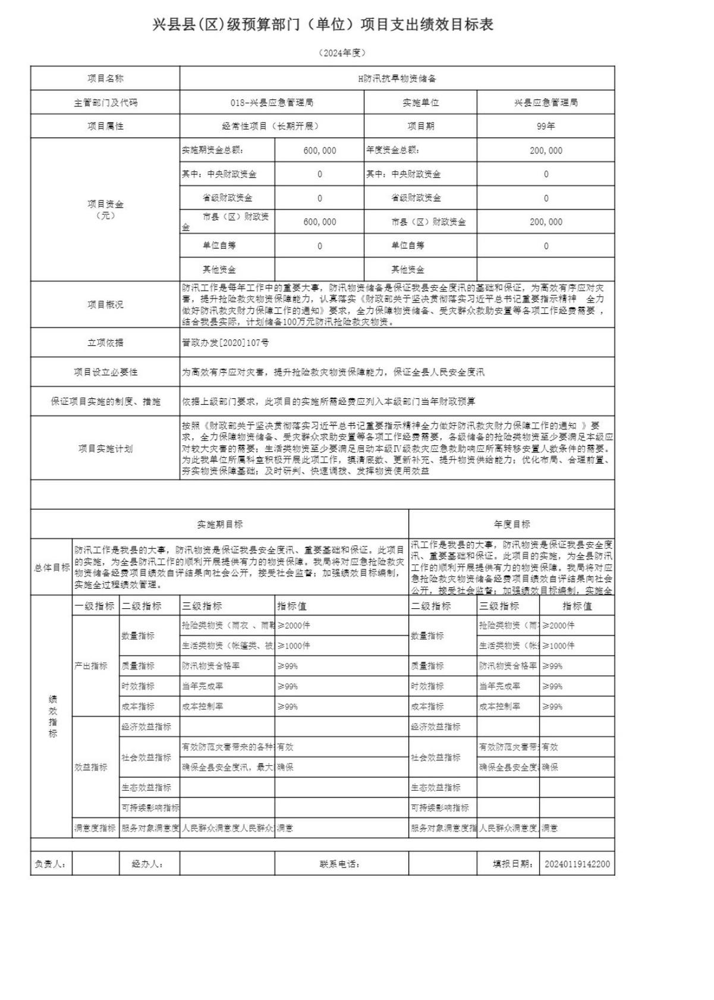 兴县县(区)级预算部门（单位）项目支出绩效目标表
（2024年度）
项目名称 H防汛抗旱物资储备
主管部门及代码 018-兴县应急管理局 实施单位 兴县应急管理局
项目属性 经常性项目（长期开展） 项目期 99年
项目资金
（元）
实施期资金总额： 600,000 年度资金总额： 200,000
其中：中央财政资金 0 其中：中央财政资金 0
省级财政资金 0 省级财政资金 0
市县（区）财政资
金 600,000 市县（区）财政资金 200,000
单位自筹 0 单位自筹 0
其他资金 其他资金
项目概况
防汛工作是每年工作中的重要大事，防汛物资储备是保证我县安全度汛的基础和保证，为高效有序应对灾
害，提升抢险救灾物资保障能力，认真落实《财政部关于坚决贯彻落实习近平总书记重要指示精神　全力
做好防汛救灾财力保障工作的通知》要求，全力保障物资储备、受灾群众救助安置等各项工作经费需要 ，
结合我县实际，计划储备100万元防汛抢险救灾物资。
立项依据 晋政办发[2020]107号
项目设立必要性 为高效有序应对灾害，提升抢险救灾物资保障能力，保证全县人民安全度汛
保证项目实施的制度、措施 依据上级部门要求，此项目的实施所需经费应列入本级部门当年财政预算
项目实施计划
按照《财政部关于坚决贯彻落实习近平总书记重要指示精神全力做好防汛救灾财力保障工作的通知 》要
求，全力保障物资储备、受灾群众求助安置等各项工作经费需要，各级储备的抢险类物资至少要满足本级应
对较大灾害的需要；生活类物资至少要满足启动本级Ⅳ级救灾应急救助响应所高转移安置人数条件的需要。
为此我单位所属科室积极开展此项工作，摸清底数、更新补充、提升物资供给能力；优化布局、合理前置、
夯实物资保障基础；及时研判、快速调拨、发挥物资使用效益
实施期目标 年度目标
总体目标
防汛工作是我县的大事，防汛物资是保证我县安全度汛、重要基础和保证。此项目
的实施，为全县防汛工作的顺利开展提供有力的物资保障。我局将对应急抢险救灾
物资储备经费项目绩效自评结果向社会公开，接受社会监督；加强绩效目标编制，
实施全过程绩效管理。
汛工作是我县的大事，防汛物资是保证我县安全度
汛、重要基础和保证。此项目的实施，为全县防汛
工作的顺利开展提供有力的物资保障。我局将对应
急抢险救灾物资储备经费项目绩效自评结果向社会
公开，接受社会监督；加强绩效目标编制，实施全
绩效指标
一级指标 二级指标 三级指标 指标值 二级指标 三级指标 指标值
产出指标 数量指标 抢险类物资（雨衣 、雨鞋 ≥2000件 数量指标 抢险类物资（雨 ≥2000件
生活类物资（帐篷类、被 ≥1000件 生活类物资（帐 ≥1000件
质量指标 防汛物资合格率 ≥99% 质量指标 防汛物资合格率 ≥99%
时效指标 当年完成率 ≥99% 时效指标 当年完成率 ≥99%
成本指标 成本控制率 ≥99% 成本指标 成本控制率 ≥99%
效益指标 经济效益指标 经济效益指标
社会效益指标 有效防范灾害带来的各种 有效 社会效益指标 有效防范灾害带 有效
确保全县安全度汛，最大 确保 确保全县安全度 确保
生态效益指标 生态效益指标
可持续影响指标 可持续影响指标
满意度指标 服务对象满意度 人民群众满意度人民群众 满意 服务对象满意度指 人民群众满意度 满意
负责人： 经办人： 联系电话： 填报日期： 20240119142200